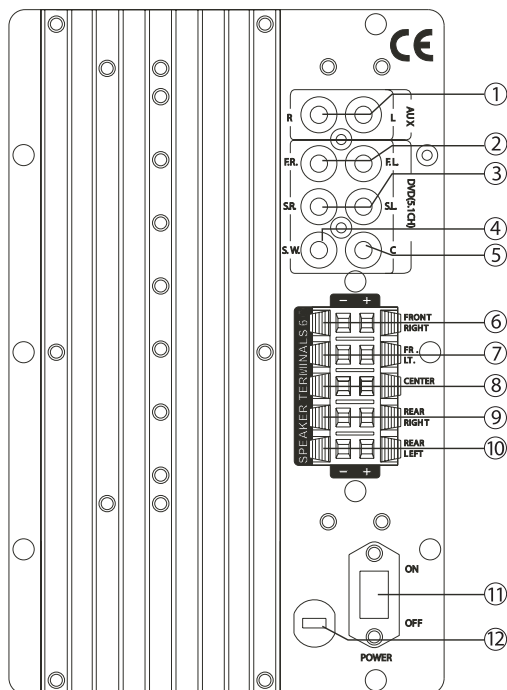 CE
R L AUX 1
F.R. F.L. 2
S.R. S.L. 3
DVD(5.1CH)
S.W. C 4
5
− +
SPEAKER TERMINALS 6
FRONT
RIGHT 6
FR.
LT. 7
CENTER 8
REAR
RIGHT 9
REAR
LEFT 10
− +
ON
11
OFF
12
POWER